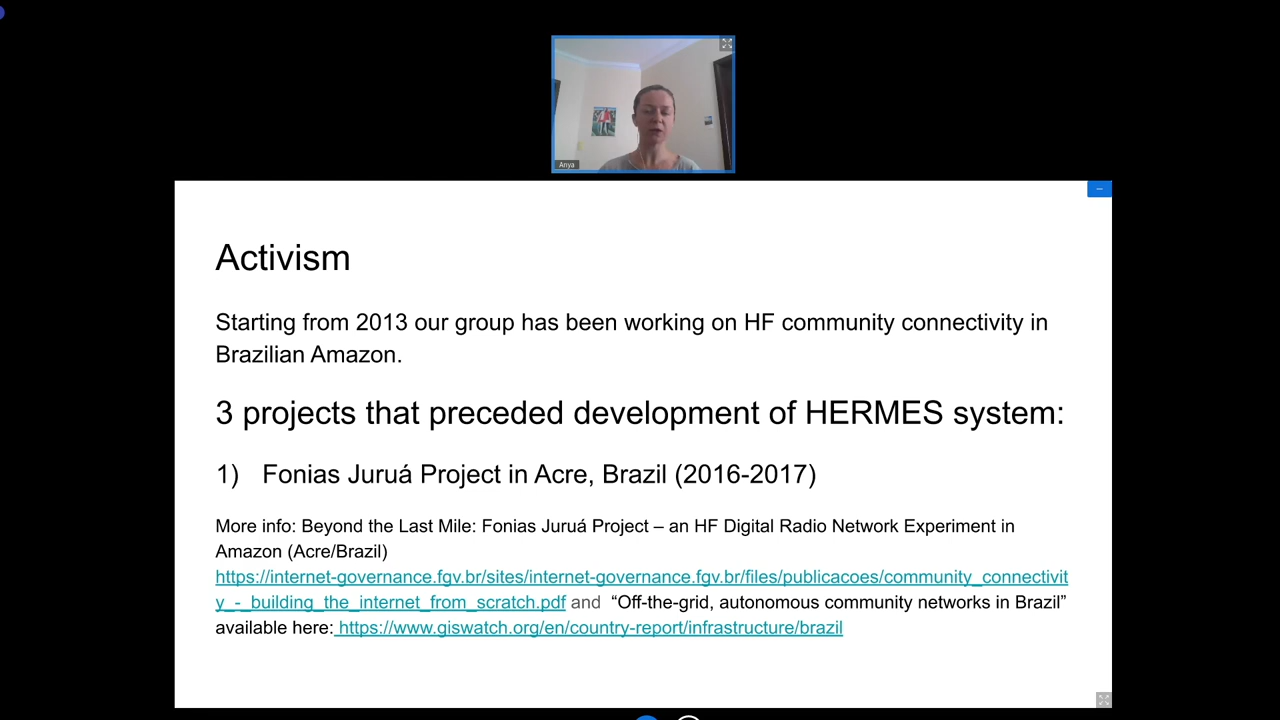 Anya
Activism
Starting from 2013 our group has been working on HF community connectivity in
Brazilian Amazon.
3 projects that preceded development of HERMES system:
1) Fonias Juruá Project in Acre, Brazil (2016-2017)
More info: Beyond the Last Mile: Fonias Juruá Project – an HF Digital Radio Network Experiment in
Amazon (Acre/Brazil)
https://internet-governance.fgv.br/sites/internet-governance.fgv.br/files/publicacoes/community_connectivit
y_-_building_the_internet_from_scratch.pdf and “Off-the-grid, autonomous community networks in Brazil”
available here: https://www.giswatch.org/en/country-report/infrastructure/brazil